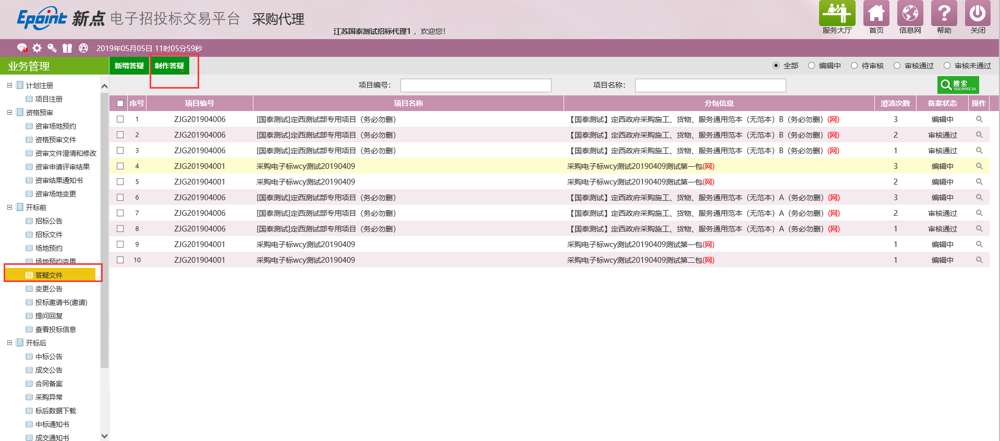 Epoint 新点 电子招投标交易平台 采购代理
江苏国泰测试招标代理1 ，欢迎您！
服务大厅 首页 信息网 帮助 关闭
2019年05月05日 11时05分59秒
业务管理
新增答疑 制作答疑
全部 编辑中 待审核 审核通过 审核未通过
项目编号： 项目名称： 搜索 SEARCH
计划注册
项目注册
资格预审
资审场地预约
资格预审文件
资审文件澄清和修改
资审申请评审结果
资审结果通知书
资审场地变更
开标前
招标公告
招标文件
场地预约
场地预约变更
答疑文件
变更公告
投标邀请书(邀请)
提问回复
查看投标信息
开标后
中标公告
成交公告
合同备案
采购异常
标后数据下载
中标通知书
成交通知书
序号 项目编号 项目名称 分包信息 澄清次数 备案状态 操作
1 ZJG201904006 [国泰测试]定西测试部专用项目（务必勿删） 【国泰测试】定西政府采购施工、货物、服务通用范本（无范本）B（务必勿删）(网) 3 编辑中
2 ZJG201904006 [国泰测试]定西测试部专用项目（务必勿删） 【国泰测试】定西政府采购施工、货物、服务通用范本（无范本）B（务必勿删）(网) 2 审核通过
3 ZJG201904006 [国泰测试]定西测试部专用项目（务必勿删） 【国泰测试】定西政府采购施工、货物、服务通用范本（无范本）B（务必勿删）(网) 1 审核通过
4 ZJG201904001 采购电子标wcy测试20190409 采购电子标wcy测试20190409测试第一包(网) 3 编辑中
5 ZJG201904001 采购电子标wcy测试20190409 采购电子标wcy测试20190409测试第一包(网) 2 编辑中
6 ZJG201904006 [国泰测试]定西测试部专用项目（务必勿删） 【国泰测试】定西政府采购施工、货物、服务通用范本（无范本）A（务必勿删）(网) 3 编辑中
7 ZJG201904006 [国泰测试]定西测试部专用项目（务必勿删） 【国泰测试】定西政府采购施工、货物、服务通用范本（无范本）A（务必勿删）(网) 2 审核通过
8 ZJG201904006 [国泰测试]定西测试部专用项目（务必勿删） 【国泰测试】定西政府采购施工、货物、服务通用范本（无范本）A（务必勿删）(网) 1 审核通过
9 ZJG201904001 采购电子标wcy测试20190409 采购电子标wcy测试20190409测试第一包(网) 1 编辑中
10 ZJG201904001 采购电子标wcy测试20190409 采购电子标wcy测试20190409测试第二包(网) 1 编辑中